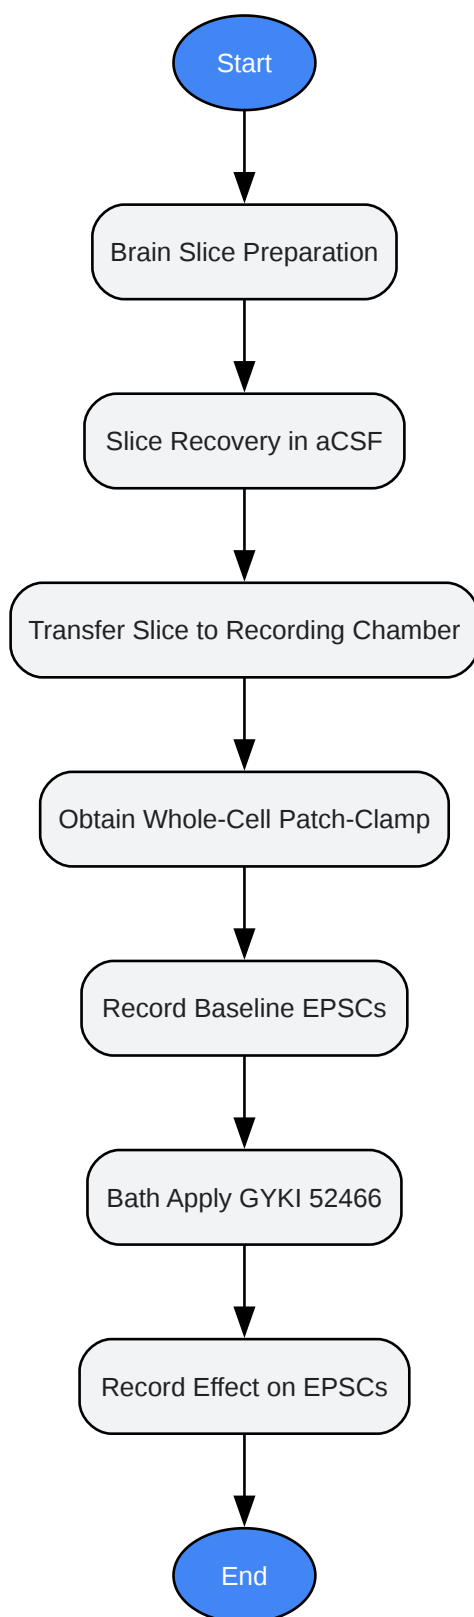 Start
Brain Slice Preparation
Slice Recovery in aCSF
Transfer Slice to Recording Chamber
Obtain Whole-Cell Patch-Clamp
Record Baseline EPSCs
Bath Apply GYKI 52466
Record Effect on EPSCs
End